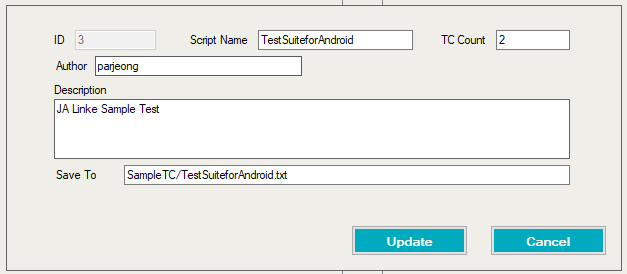 ID 3 Script Name TestSuiteforAndroid TC Count 2
Author parjeong
Description
JA Linke Sample Test
Save To SampleTC/TestSuiteforAndroid.txt
Update Cancel